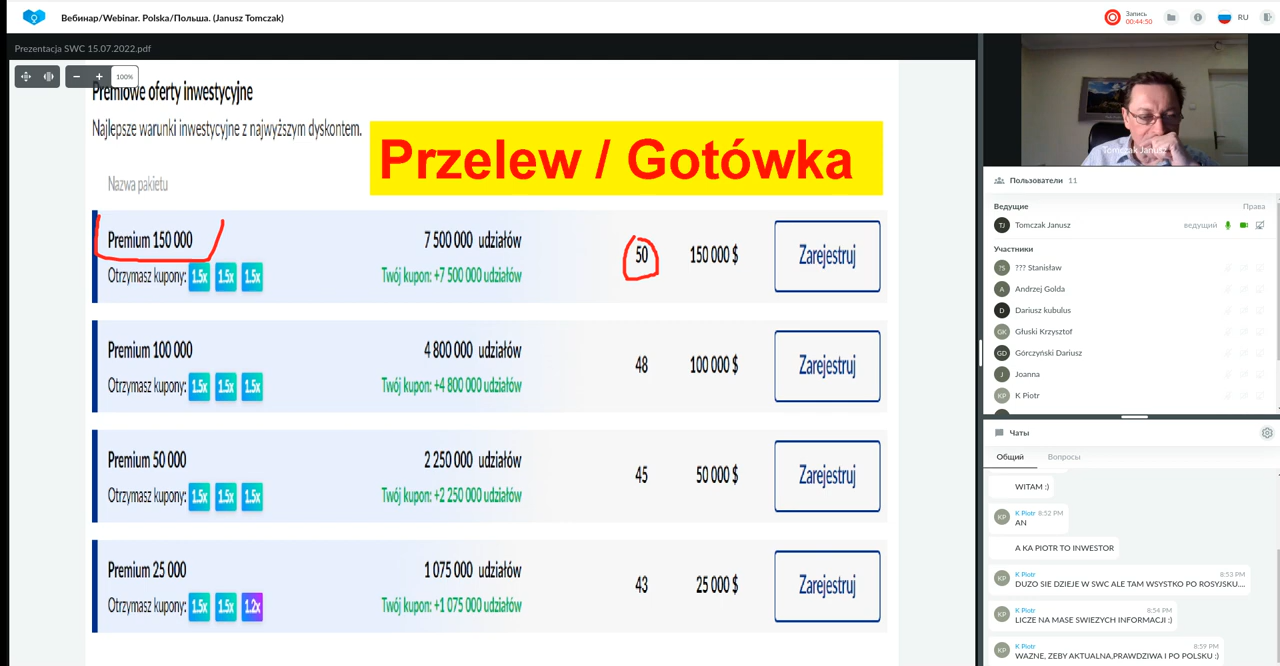 Вебинар/Webinar. Polska/Польша. (Janusz Tomczak)
Запись
00:44:50
RU
Prezentacja SWC 15.07.2022.pdf
100%
Premiowe oferty inwestycyjne
Najlepsze warunki inwestycyjne z najwyższym dyskontem.
Przelew / Gotówka
Nazwa pakietu
Premium 150 000
7 500 000 udziałów
50
150 000 $
Zarejestruj
Otrzymasz kupony: 1.5x 1.5x 1.5x
Twój kupon: +7 500 000 udziałów
Premium 100 000
4 800 000 udziałów
48
100 000 $
Zarejestruj
Otrzymasz kupony: 1.5x 1.5x 1.5x
Twój kupon: +4 800 000 udziałów
Premium 50 000
2 250 000 udziałów
45
50 000 $
Zarejestruj
Otrzymasz kupony: 1.5x 1.5x 1.5x
Twój kupon: +2 250 000 udziałów
Premium 25 000
1 075 000 udziałów
43
25 000 $
Zarejestruj
Otrzymasz kupony: 1.5x 1.5x 1.2x
Twój kupon: +1 075 000 udziałów
Tomczak Janusz
Пользователи 11
Ведущие
Права
TJ Tomczak Janusz
ведущий
Участники
?S ??? Stanisław
A Andrzej Golda
D Dariusz kubulus
GK Głuski Krzysztof
GD Górczyński Dariusz
J Joanna
KP K Piotr
Чаты
Общий
Вопросы
WITAM :)
KP K Piotr 8:52 PM
AN
A KA PIOTR TO INWESTOR
KP K Piotr 8:53 PM
DUZO SIE DZIEJE W SWC ALE TAM WSYSTKO PO ROSYJSKU....
KP K Piotr 8:54 PM
LICZE NA MASE SWIEZYCH INFORMACJI :)
KP K Piotr 8:59 PM
WAZNE, ZEBY AKTUALNA,PRAWDZIWA I PO POLSKU :)